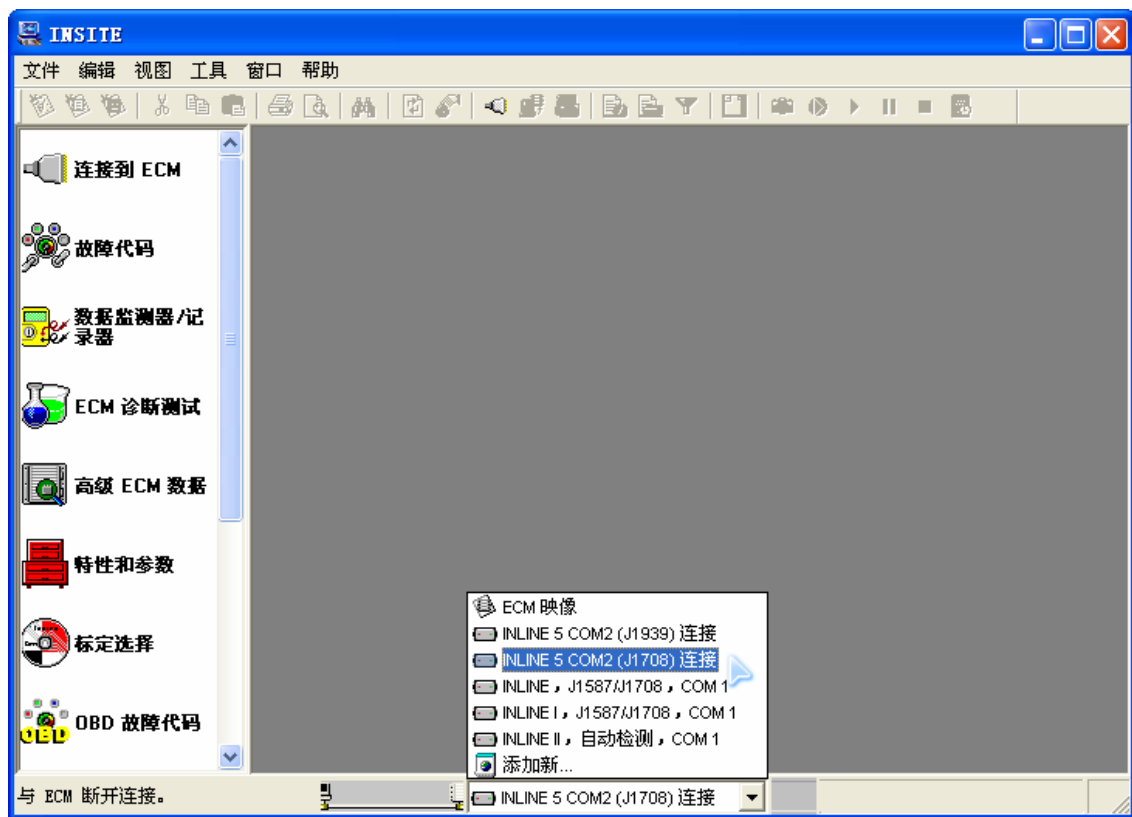 INSITE
文件 编辑 视图 工具 窗口 帮助
连接到 ECM
故障代码
数据监测器/记
录器
ECM 诊断测试
高级 ECM 数据
特性和参数
标定选择
OBD 故障代码
OBD
ECM 映像
INLINE 5 COM2 (J1939) 连接
INLINE 5 COM2 (J1708) 连接
INLINE，J1587/J1708，COM 1
INLINE I，J1587/J1708，COM 1
INLINE II，自动检测，COM 1
添加新...
与 ECM 断开连接。
INLINE 5 COM2 (J1708) 连接